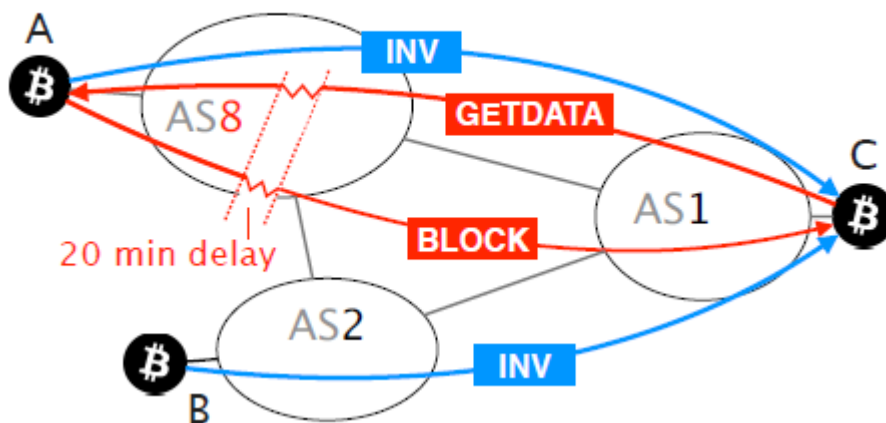 A
INV
GETDATA
AS8
C
AS1
BLOCK
20 min delay
AS2
INV
B